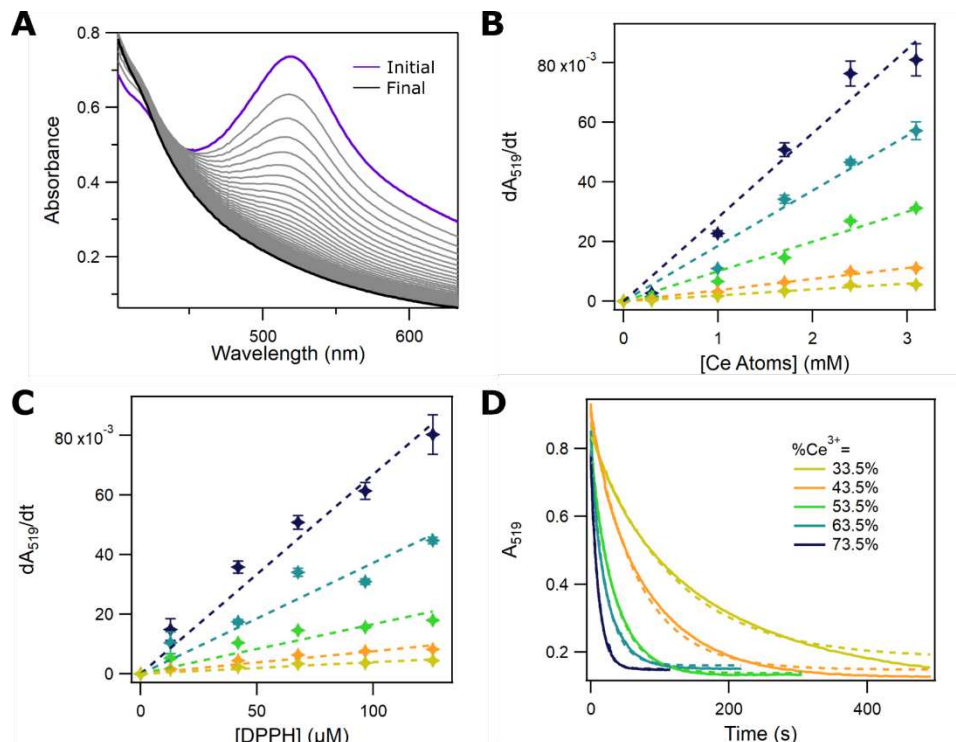 A
0.8
0.6
0.4
0.2
Absorbance
Initial
Final
500
600
Wavelength (nm)
B
80 x10⁻³
60
40
20
0
dA₅₁₉/dt
0
1
2
3
[Ce Atoms] (mM)
C
80 x10⁻³
60
40
20
0
dA₅₁₉/dt
0
50
100
[DPPH] (µM)
D
0.8
0.6
0.4
0.2
A₅₁₉
%Ce³⁺ =
33.5%
43.5%
53.5%
63.5%
73.5%
0
200
400
Time (s)